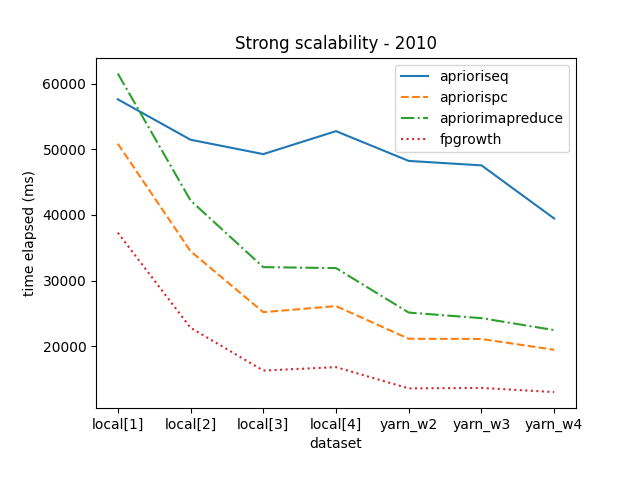 Strong scalability - 2010
aprioriseq
apriorispc
apriorimapreduce
fpgrowth
time elapsed (ms)
60000
50000
40000
30000
20000
local[1] local[2] local[3] local[4] yarn_w2 yarn_w3 yarn_w4
dataset